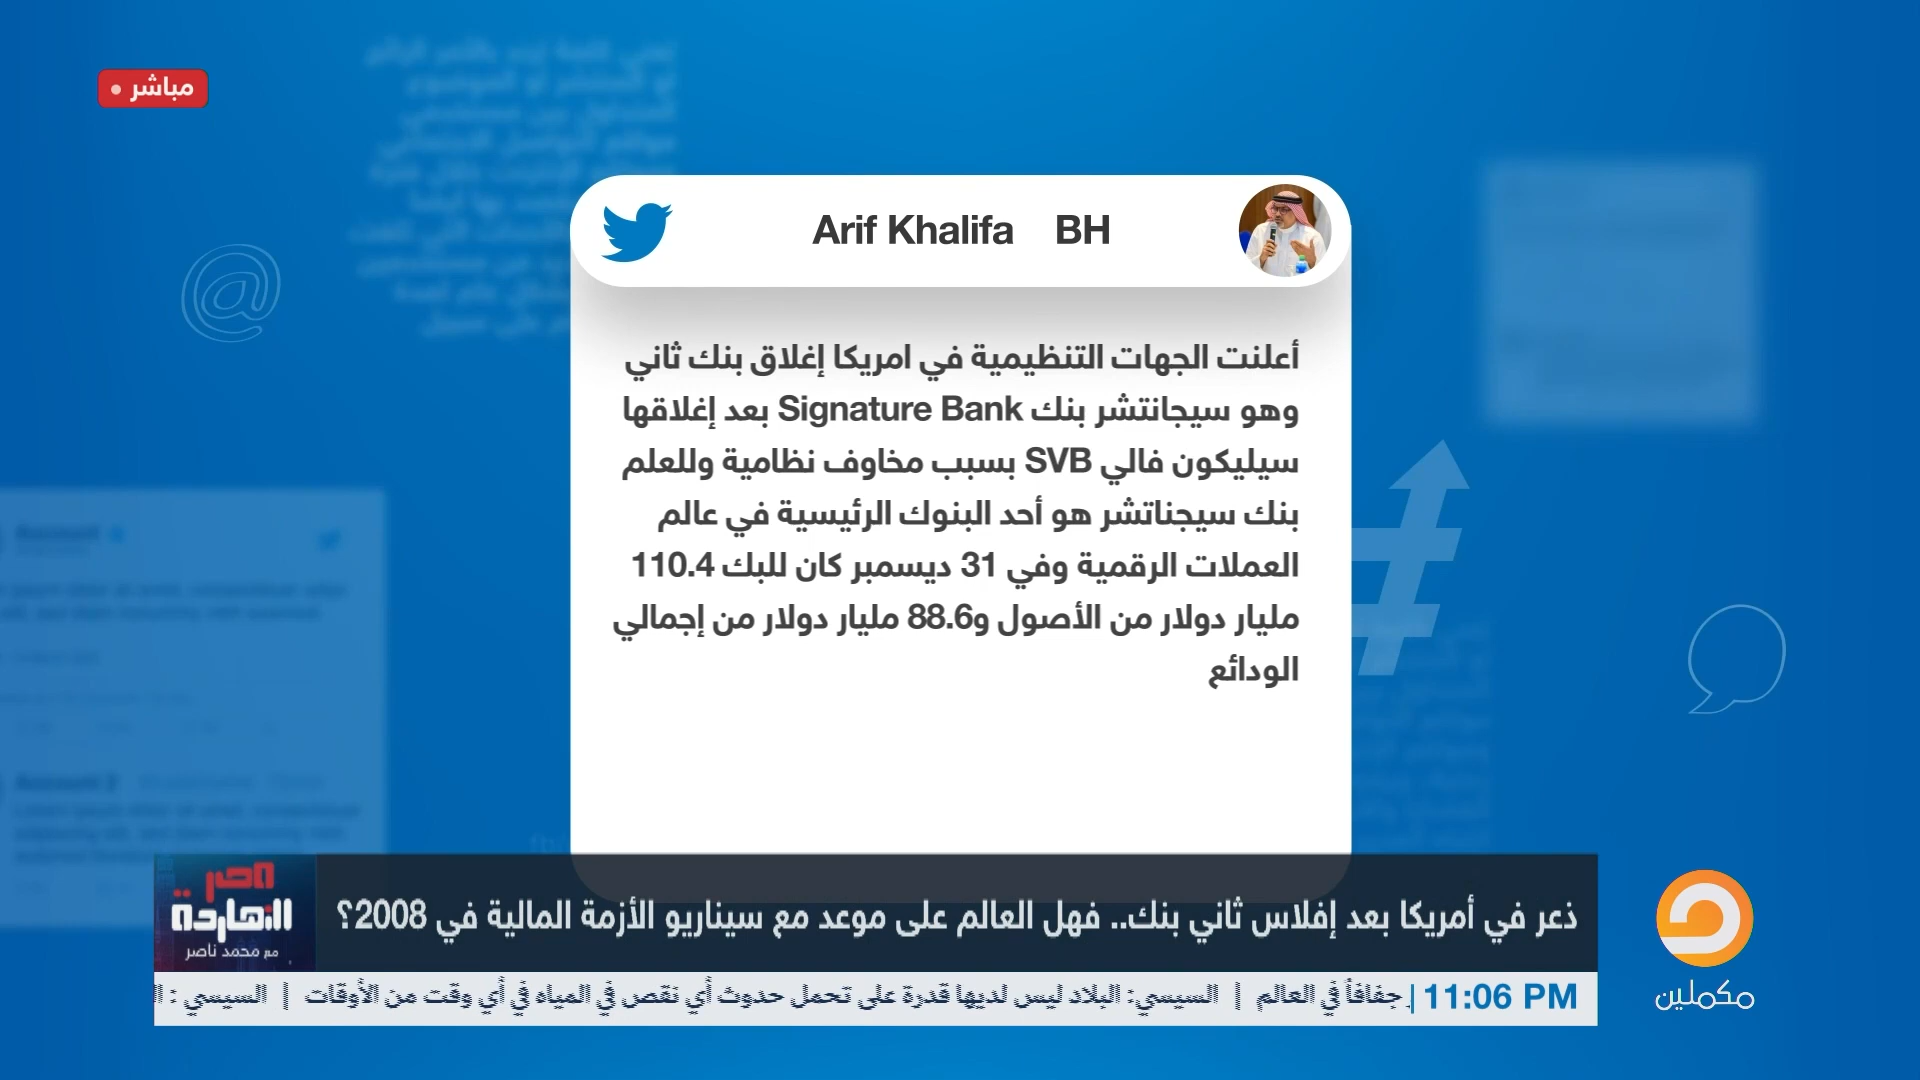 مباشر
Arif Khalifa BH
أعلنت الجهات التنظيمية في امريكا إغلاق بنك ثاني
وهو سيجانتشر بنك Signature Bank بعد إغلاقها
سيليكون فالي SVB بسبب مخاوف نظامية وللعلم
بنك سيجناتشر هو أحد البنوك الرئيسية في عالم
العملات الرقمية وفي 31 ديسمبر كان للبك 110.4
مليار دولار من الأصول و88.6 مليار دولار من إجمالي
الودائع
ذعر في أمريكا بعد إفلاس ثاني بنك.. فهل العالم على موعد مع سيناريو الأزمة المالية في 2008؟
مصر
النهاردة
مع محمد ناصر
11:06 PM
جفافاً في العالم | السيسي: البلاد ليس لديها قدرة على تحمل حدوث أي نقص في المياه في أي وقت من الأوقات | السيسي :
مكملين